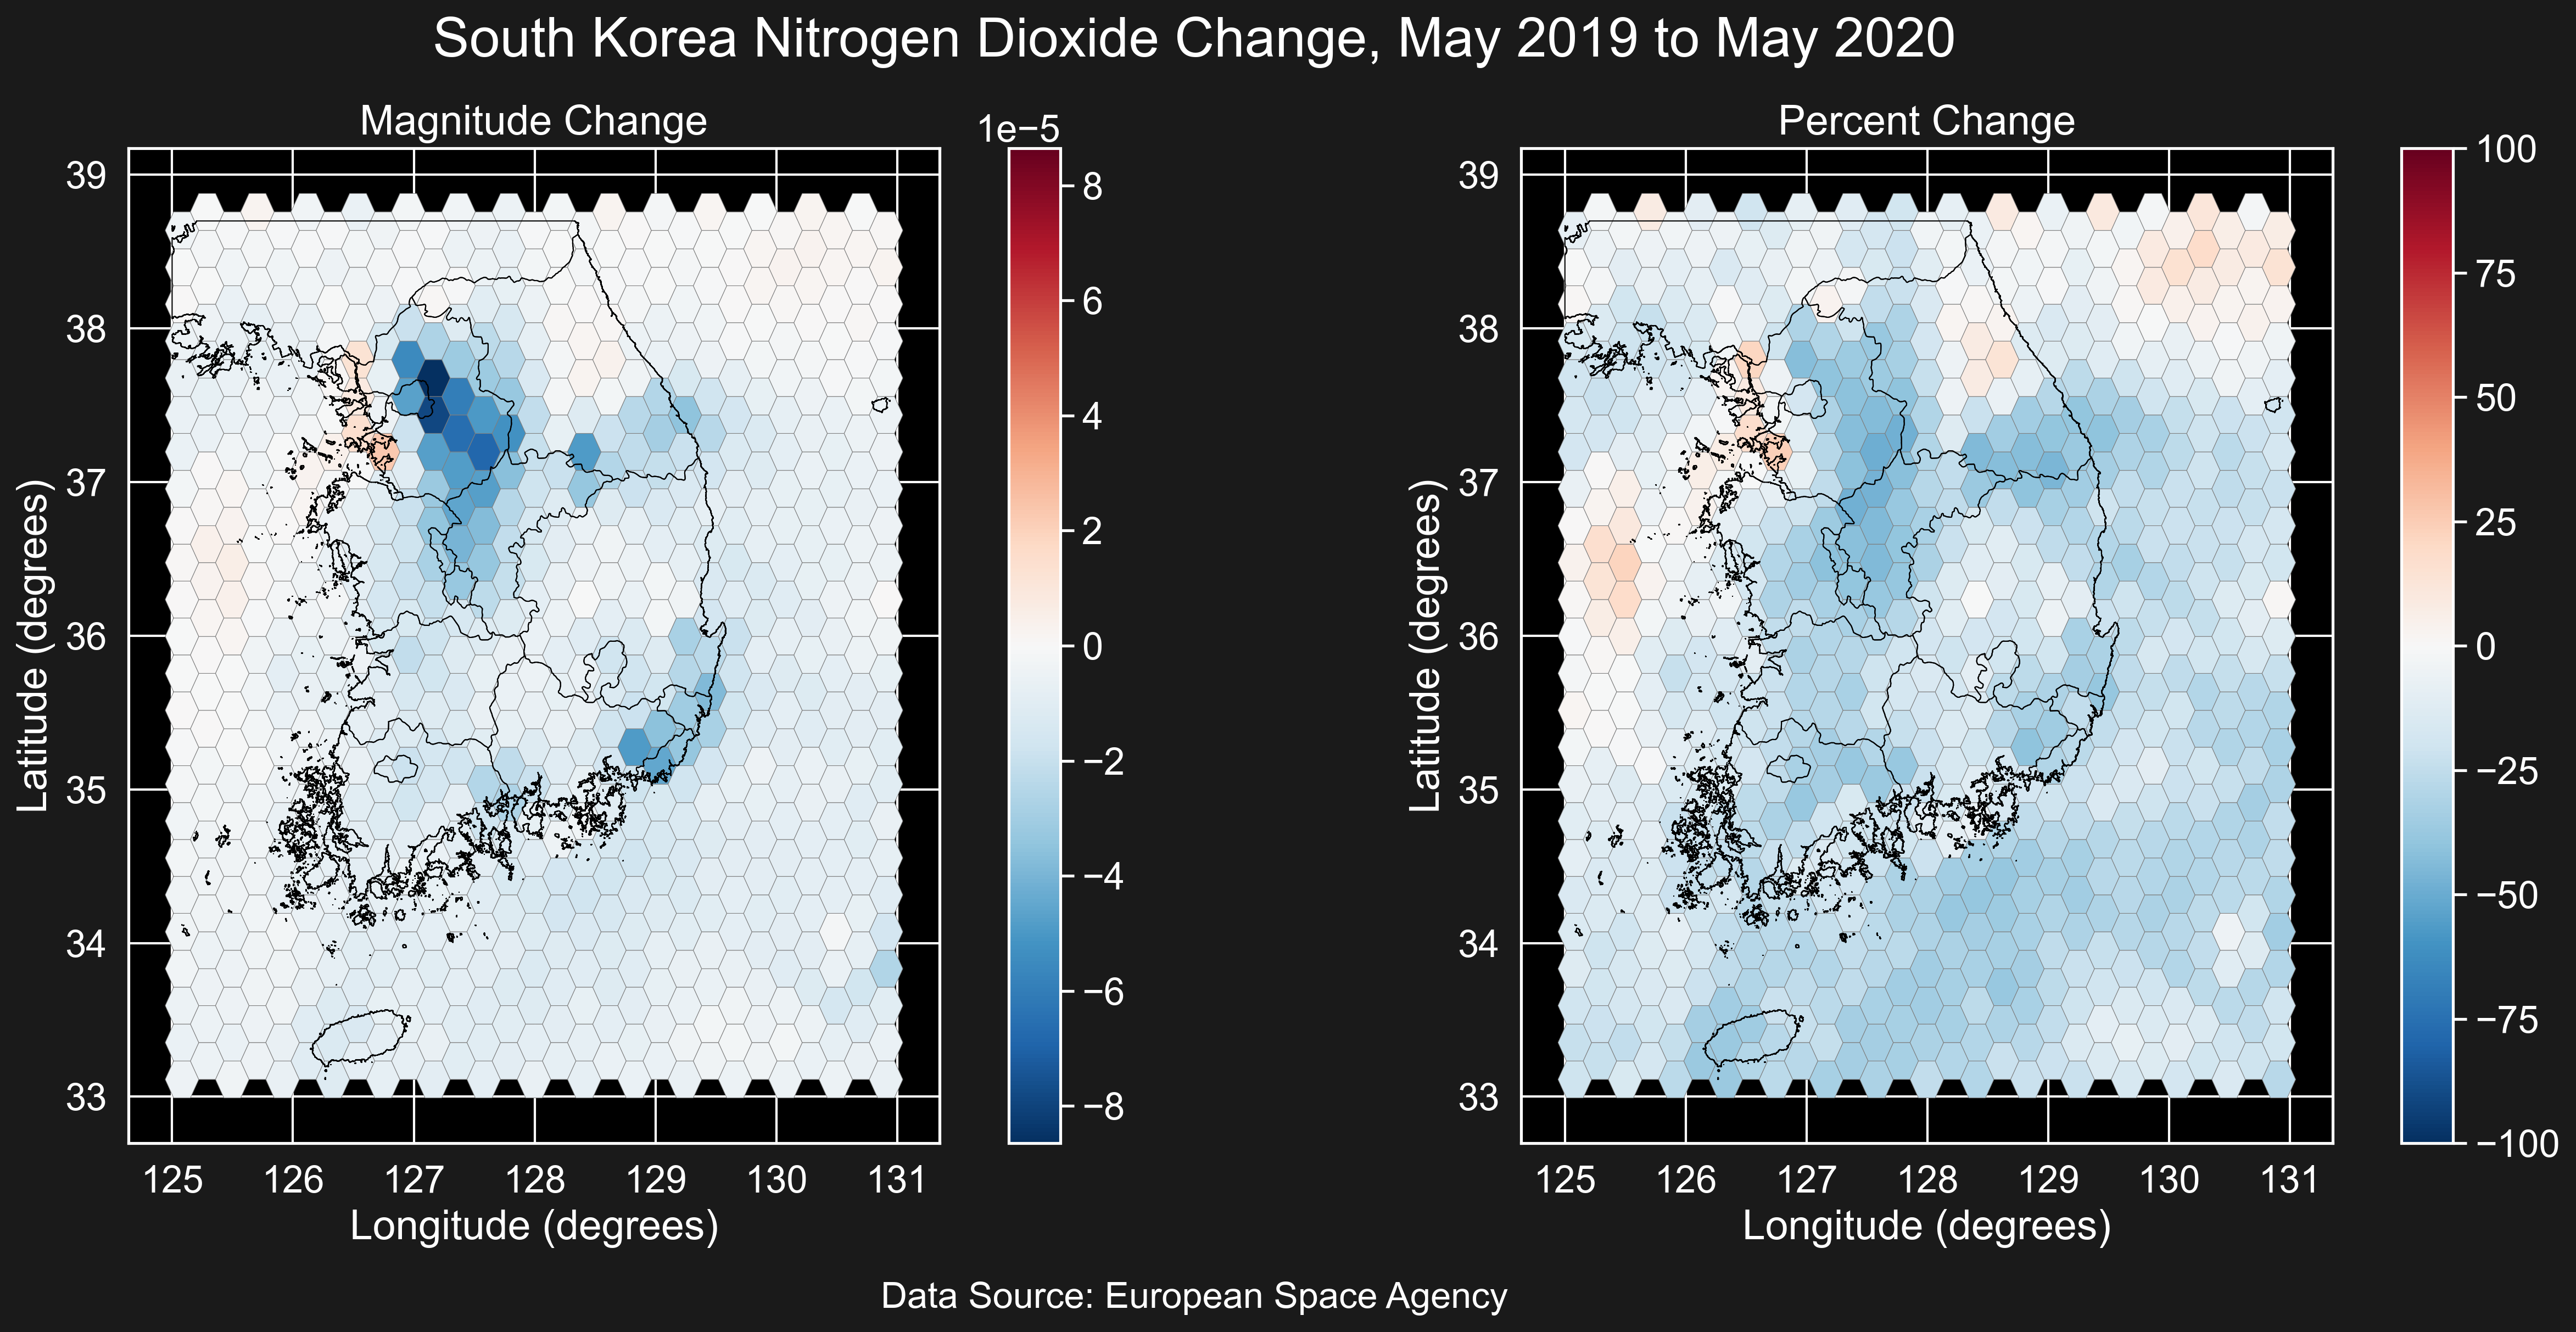 South Korea Nitrogen Dioxide Change, May 2019 to May 2020
Magnitude Change
1e−5
Latitude (degrees)
39
38
37
36
35
34
33
125 126 127 128 129 130 131
Longitude (degrees)
8
6
4
2
0
−2
−4
−6
−8
Percent Change
Latitude (degrees)
39
38
37
36
35
34
33
125 126 127 128 129 130 131
Longitude (degrees)
100
75
50
25
0
−25
−50
−75
−100
Data Source: European Space Agency